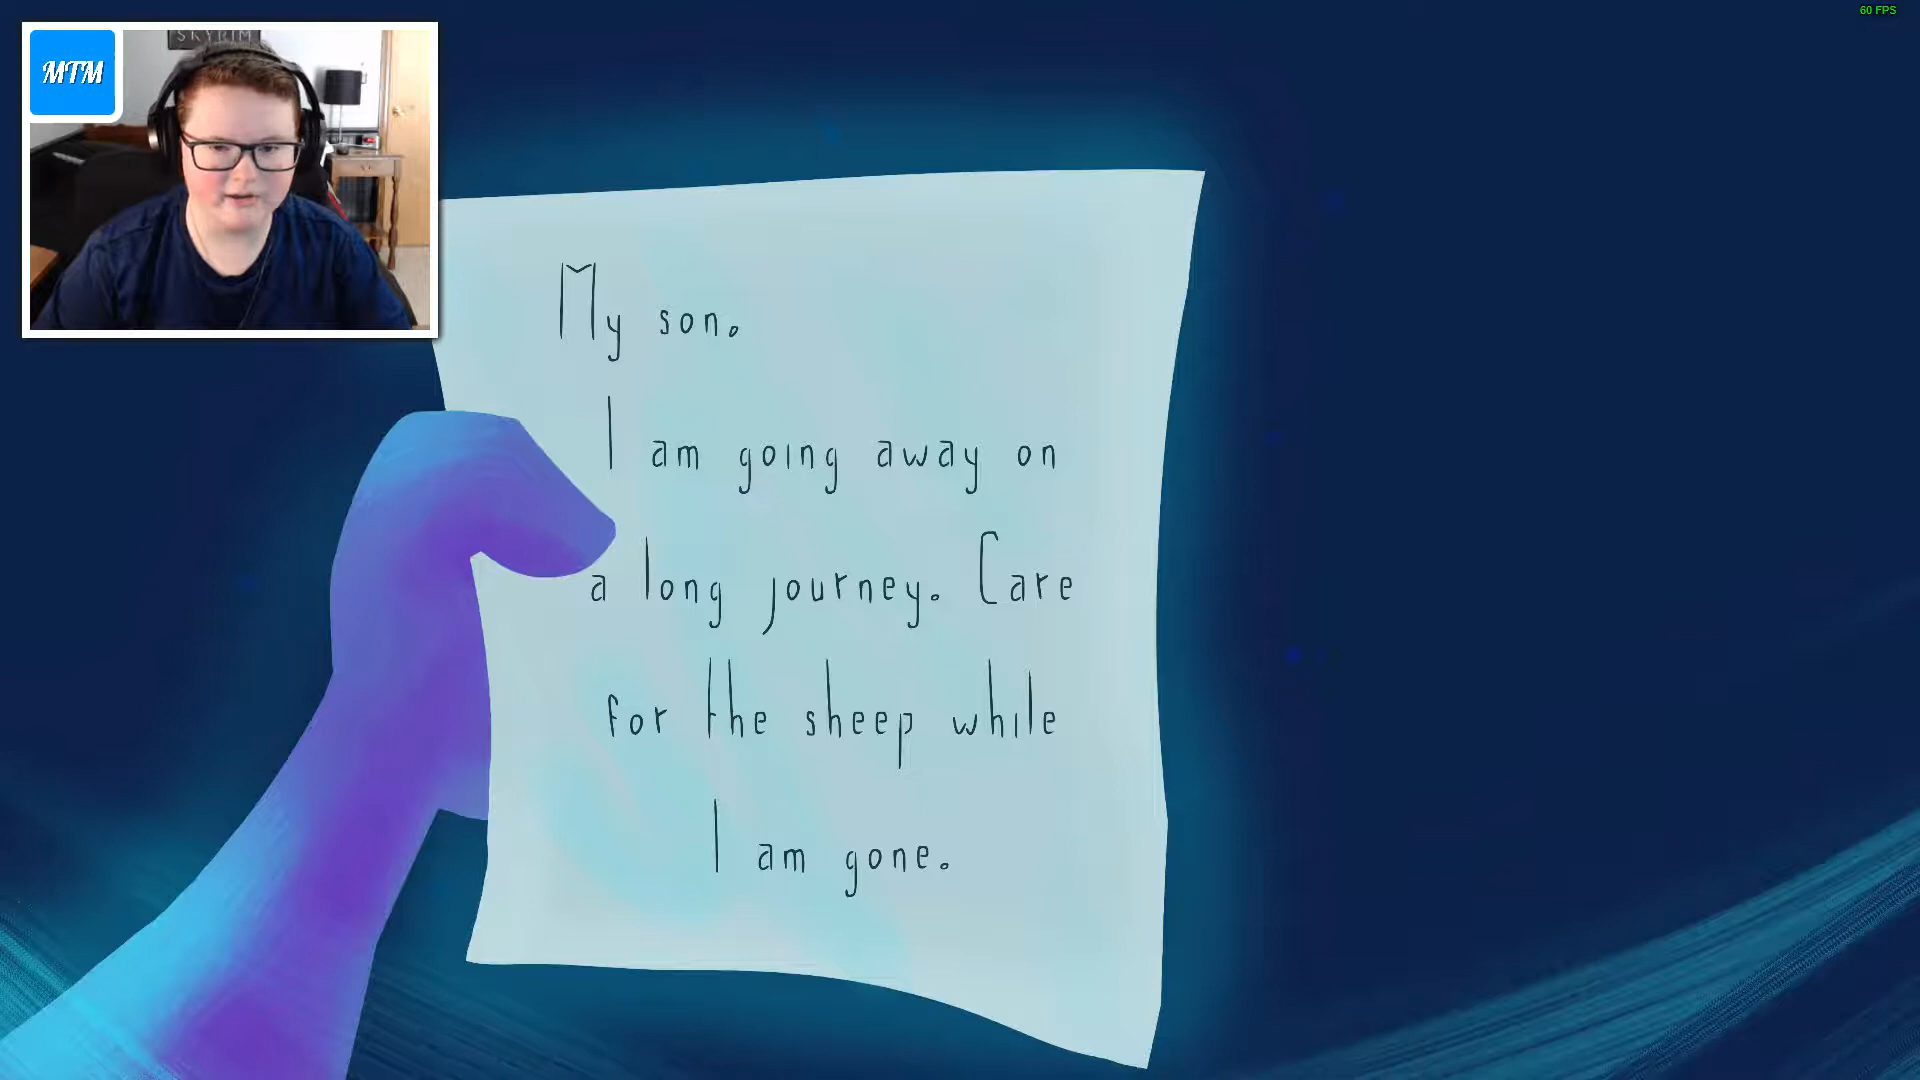 60 FPS
SKYRIM
MTM
My son.
I am going away on
a long journey. Care
for the sheep while
I am gone.